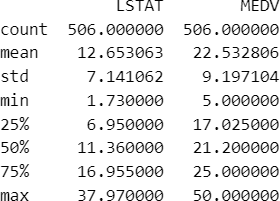 LSTAT MEDV
count 506.000000 506.000000
mean 12.653063 22.532806
std 7.141062 9.197104
min 1.730000 5.000000
25% 6.950000 17.025000
50% 11.360000 21.200000
75% 16.955000 25.000000
max 37.970000 50.000000